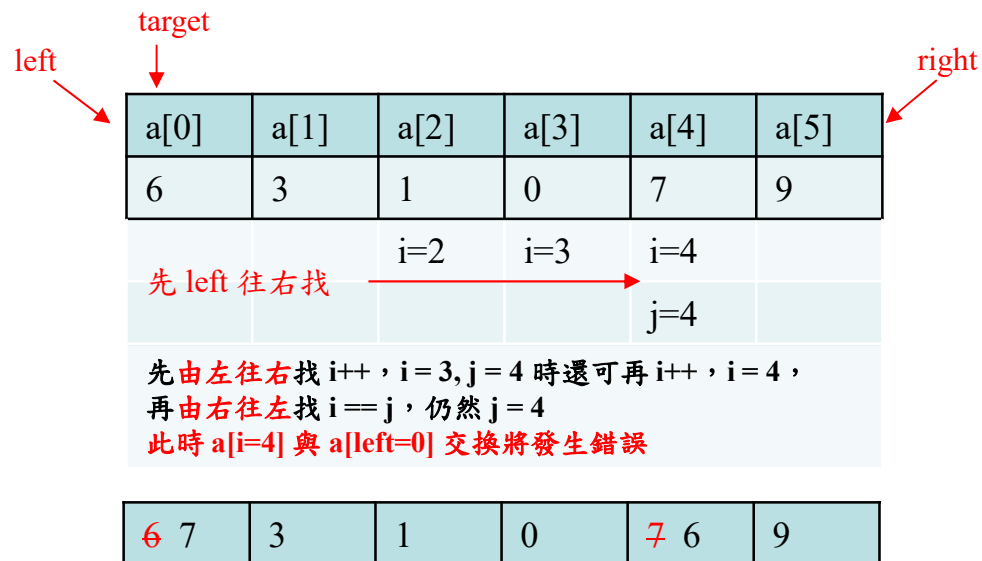 target
left
right
a[0] a[1] a[2] a[3] a[4] a[5]
6 3 1 0 7 9
i=2 i=3 i=4
先 left 往右找
j=4
先由左往右找 i++，i = 3, j = 4 時還可再 i++，i = 4，
再由右往左找 i == j，仍然 j = 4
此時 a[i=4] 與 a[left=0] 交換將發生錯誤
6 7 3 1 0 7 6 9